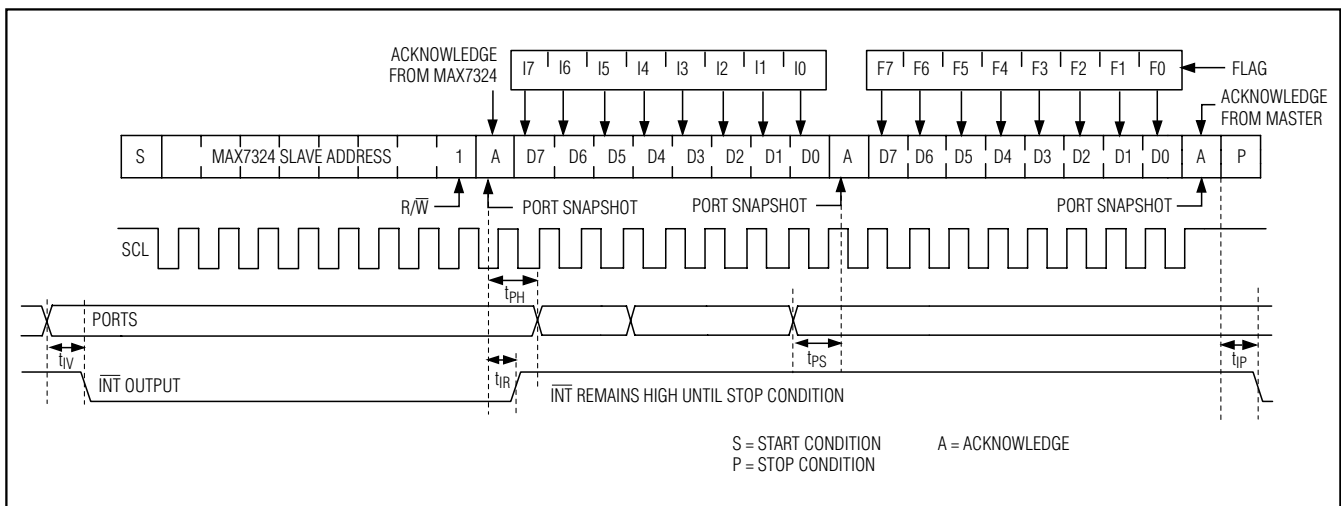 ACKNOWLEDGE
FROM MAX7324
I7 I6 I5 I4 I3 I2 I1 I0
F7 F6 F5 F4 F3 F2 F1 F0
FLAG
ACKNOWLEDGE
FROM MASTER
S MAX7324 SLAVE ADDRESS 1 A D7 D6 D5 D4 D3 D2 D1 D0 A D7 D6 D5 D4 D3 D2 D1 D0 A P
R/W̅ PORT SNAPSHOT PORT SNAPSHOT PORT SNAPSHOT
SCL
tPH
PORTS
tIV tIR tPS tIP
I̅N̅T̅ OUTPUT
I̅N̅T̅ REMAINS HIGH UNTIL STOP CONDITION
S = START CONDITION A = ACKNOWLEDGE
P = STOP CONDITION